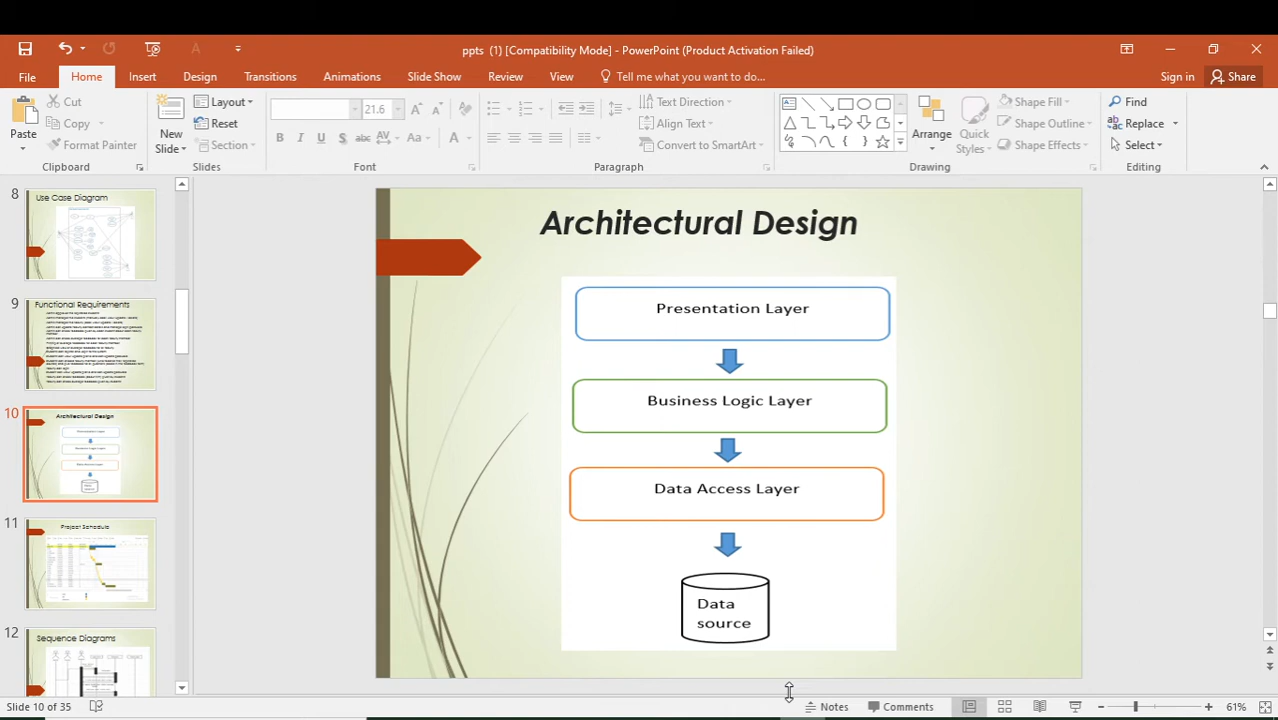 ppts (1) [Compatibility Mode] - PowerPoint (Product Activation Failed)
File Home Insert Design Transitions Animations Slide Show Review View Tell me what you want to do... Sign in Share
Paste
Cut
Copy
Format Painter
Clipboard
New
Slide
Layout
Reset
Section
Slides
21.6
B I U S abc AV Aa A
Font
Text Direction
Align Text
Convert to SmartArt
Paragraph
Arrange
Quick
Styles
Shape Fill
Shape Outline
Shape Effects
Drawing
Find
Replace
Select
Editing
8
Use Case Diagram
9
Functional Requirements
10
Architectural Design
11
Project Schedule
12
Sequence Diagrams
Architectural Design
Presentation Layer
Business Logic Layer
Data Access Layer
Data
source
Slide 10 of 35
Notes
Comments
61%